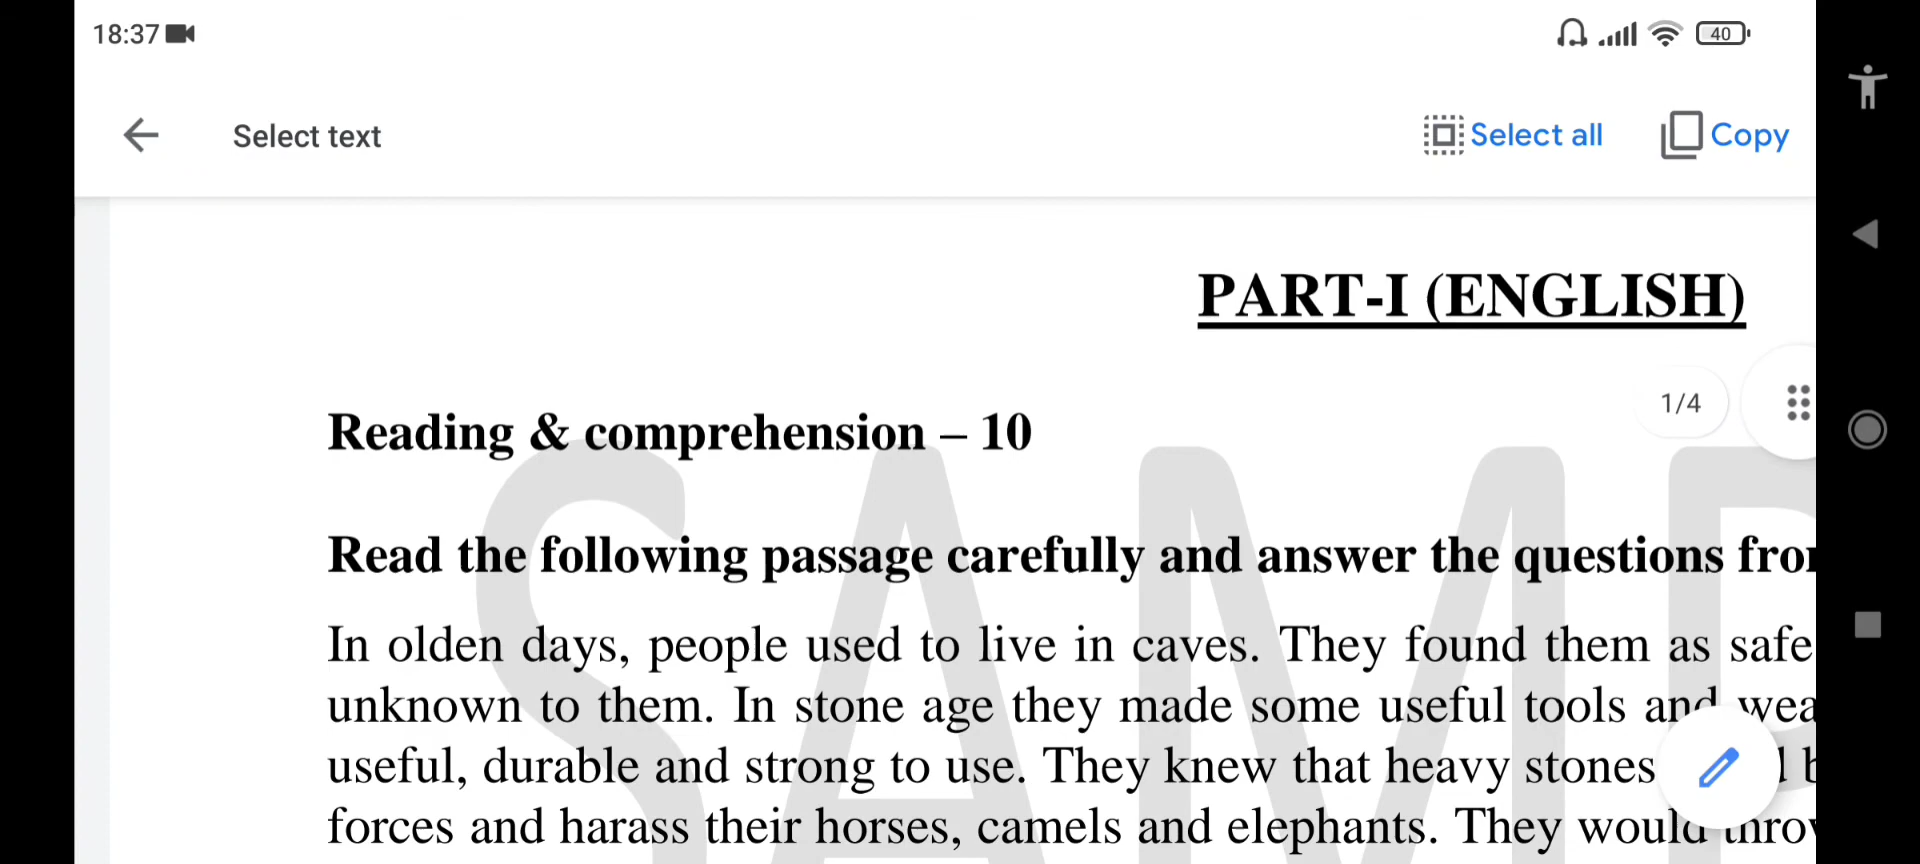 18:37
40
Select text
Select all
Copy
PART-I (ENGLISH)
1/4
Reading & comprehension – 10
Read the following passage carefully and answer the questions
In olden days, people used to live in caves. They found them as safe
unknown to them. In stone age they made some useful tools and
useful, durable and strong to use. They knew that heavy stones
forces and harass their horses, camels and elephants. They would
SAMP